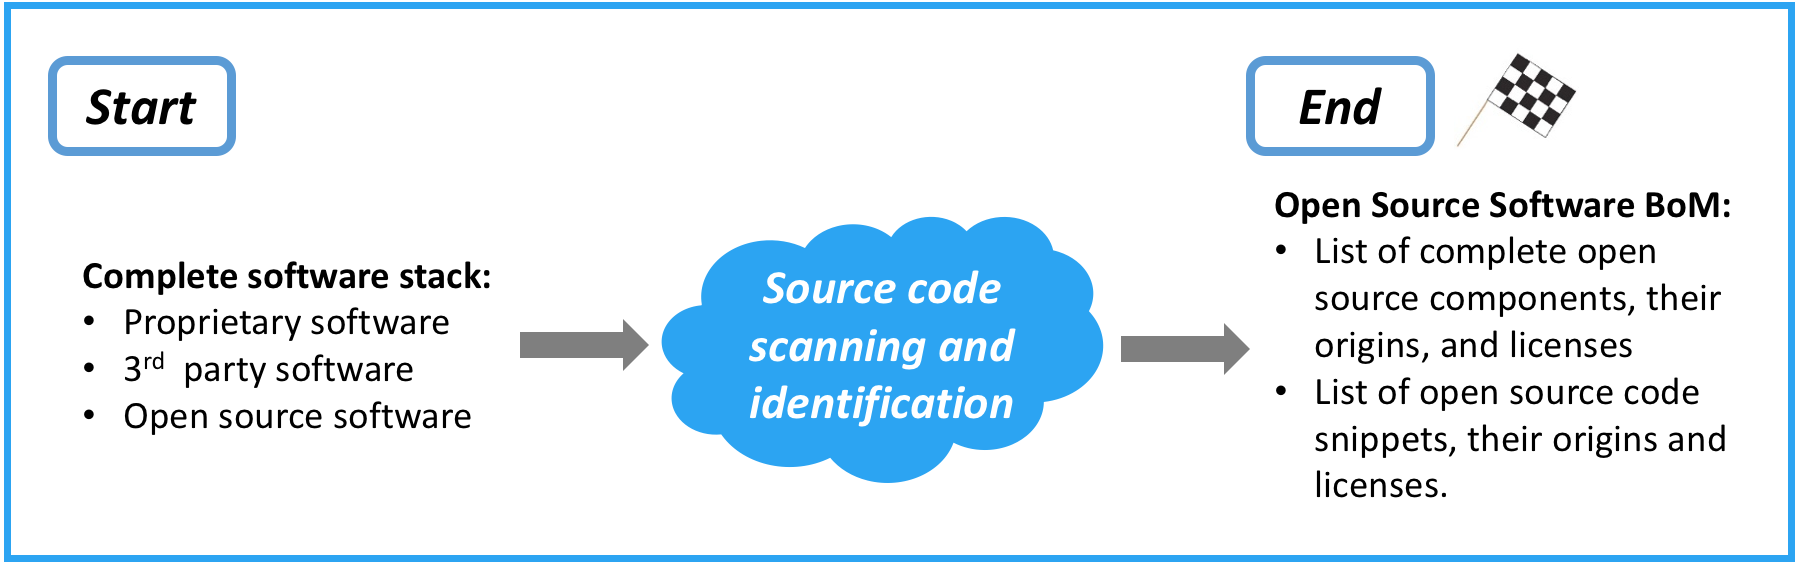 Start
Complete software stack:
• Proprietary software
• 3rd party software
• Open source software
Source code
scanning and
identification
End
Open Source Software BoM:
• List of complete open
source components, their
origins, and licenses
• List of open source code
snippets, their origins and
licenses.